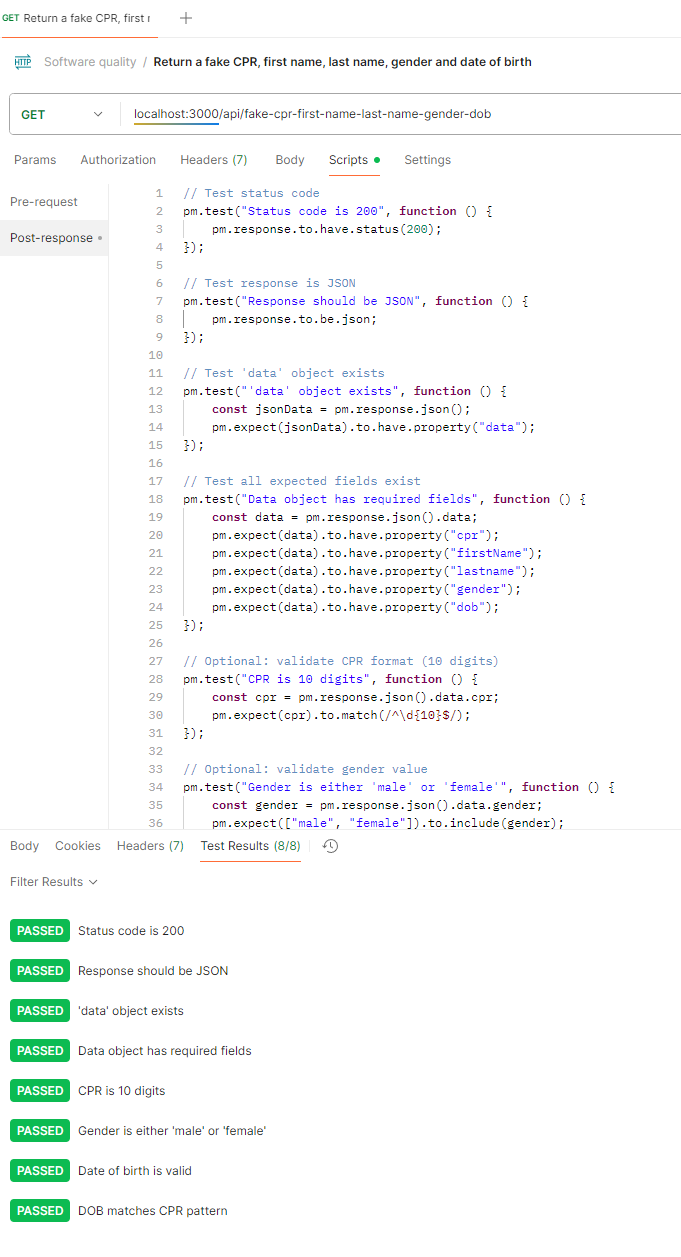 GET Return a fake CPR, first r
Software quality / Return a fake CPR, first name, last name, gender and date of birth
HTTP
GET localhost:3000/api/fake-cpr-first-name-last-name-gender-dob
Params Authorization Headers (7) Body Scripts Settings
Pre-request
Post-response
1 // Test status code
2 pm.test("Status code is 200", function () {
3 pm.response.to.have.status(200);
4 });
5
6 // Test response is JSON
7 pm.test("Response should be JSON", function () {
8 pm.response.to.be.json;
9 });
10
11 // Test 'data' object exists
12 pm.test("'data' object exists", function () {
13 const jsonData = pm.response.json();
14 pm.expect(jsonData).to.have.property("data");
15 });
16
17 // Test all expected fields exist
18 pm.test("Data object has required fields", function () {
19 const data = pm.response.json().data;
20 pm.expect(data).to.have.property("cpr");
21 pm.expect(data).to.have.property("firstName");
22 pm.expect(data).to.have.property("lastname");
23 pm.expect(data).to.have.property("gender");
24 pm.expect(data).to.have.property("dob");
25 });
26
27 // Optional: validate CPR format (10 digits)
28 pm.test("CPR is 10 digits", function () {
29 const cpr = pm.response.json().data.cpr;
30 pm.expect(cpr).to.match(/^\d{10}$/);
31 });
32
33 // Optional: validate gender value
34 pm.test("Gender is either 'male' or 'female'", function () {
35 const gender = pm.response.json().data.gender;
36 pm.expect(["male", "female"]).to.include(gender);
Body Cookies Headers (7) Test Results (8/8)
Filter Results
PASSED Status code is 200
PASSED Response should be JSON
PASSED 'data' object exists
PASSED Data object has required fields
PASSED CPR is 10 digits
PASSED Gender is either 'male' or 'female'
PASSED Date of birth is valid
PASSED DOB matches CPR pattern